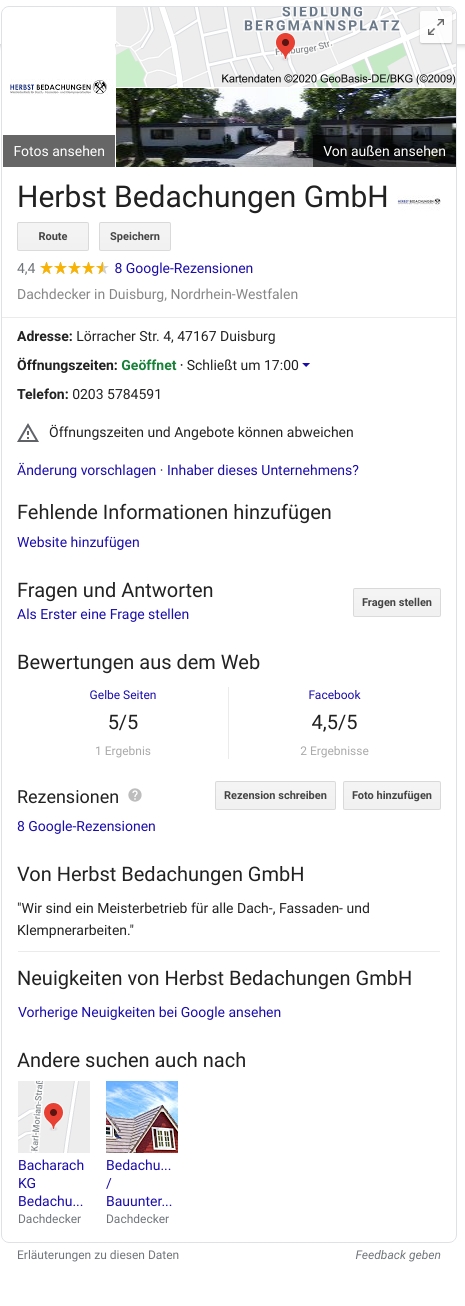 SIEDLUNG
BERGMANNSPLATZ
burger Str.
Kartendaten ©2020 GeoBasis-DE/BKG (©2009)
HERBST BEDACHUNGEN
Fotos ansehen
Von außen ansehen
Herbst Bedachungen GmbH
HERBST BEDACHUNGEN
Route
Speichern
4,4 8 Google-Rezensionen
Dachdecker in Duisburg, Nordrhein-Westfalen
Adresse: Lörracher Str. 4, 47167 Duisburg
Öffnungszeiten: Geöffnet · Schließt um 17:00
Telefon: 0203 5784591
Öffnungszeiten und Angebote können abweichen
Änderung vorschlagen · Inhaber dieses Unternehmens?
Fehlende Informationen hinzufügen
Website hinzufügen
Fragen und Antworten
Als Erster eine Frage stellen
Fragen stellen
Bewertungen aus dem Web
Gelbe Seiten
5/5
1 Ergebnis
Facebook
4,5/5
2 Ergebnisse
Rezensionen ?
Rezension schreiben
Foto hinzufügen
8 Google-Rezensionen
Von Herbst Bedachungen GmbH
"Wir sind ein Meisterbetrieb für alle Dach-, Fassaden- und
Klempnerarbeiten."
Neuigkeiten von Herbst Bedachungen GmbH
Vorherige Neuigkeiten bei Google ansehen
Andere suchen auch nach
Karl-Morian-Straß
Bacharach
KG
Bedachu...
Dachdecker
Bedachu...
/
Bauunter...
Dachdecker
Erläuterungen zu diesen Daten
Feedback geben